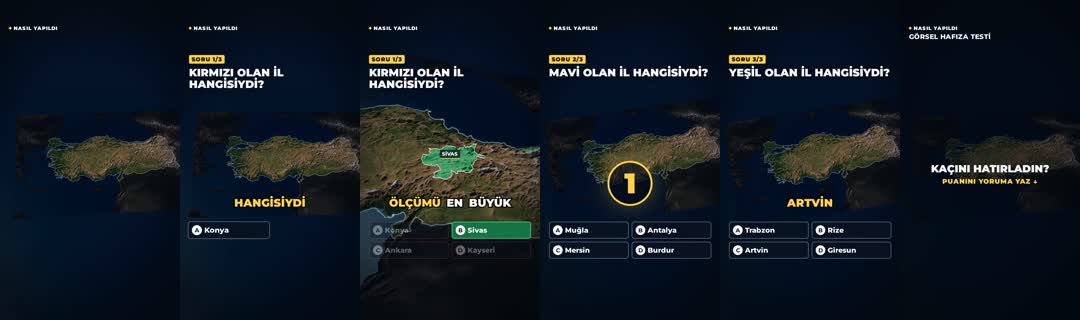 NASIL YAPILDI
NASIL YAPILDI
SORU 1/3
KIRMIZI OLAN İL
HANGİSİYDİ?
HANGİSİYDİ
A Konya
NASIL YAPILDI
SORU 1/3
KIRMIZI OLAN İL
HANGİSİYDİ?
SİVAS
ÖLÇÜMÜ EN BÜYÜK
A Konya
B Sivas
C Ankara
D Kayseri
NASIL YAPILDI
SORU 2/3
MAVİ OLAN İL HANGİSİYDİ?
1
A Muğla
B Antalya
C Mersin
D Burdur
NASIL YAPILDI
SORU 3/3
YEŞİL OLAN İL HANGİSİYDİ?
ARTVİN
A Trabzon
B Rize
C Artvin
D Giresun
NASIL YAPILDI
GÖRSEL HAFIZA TESTİ
KAÇINI HATIRLADIN?
PUANINI YORUMA YAZ ↓